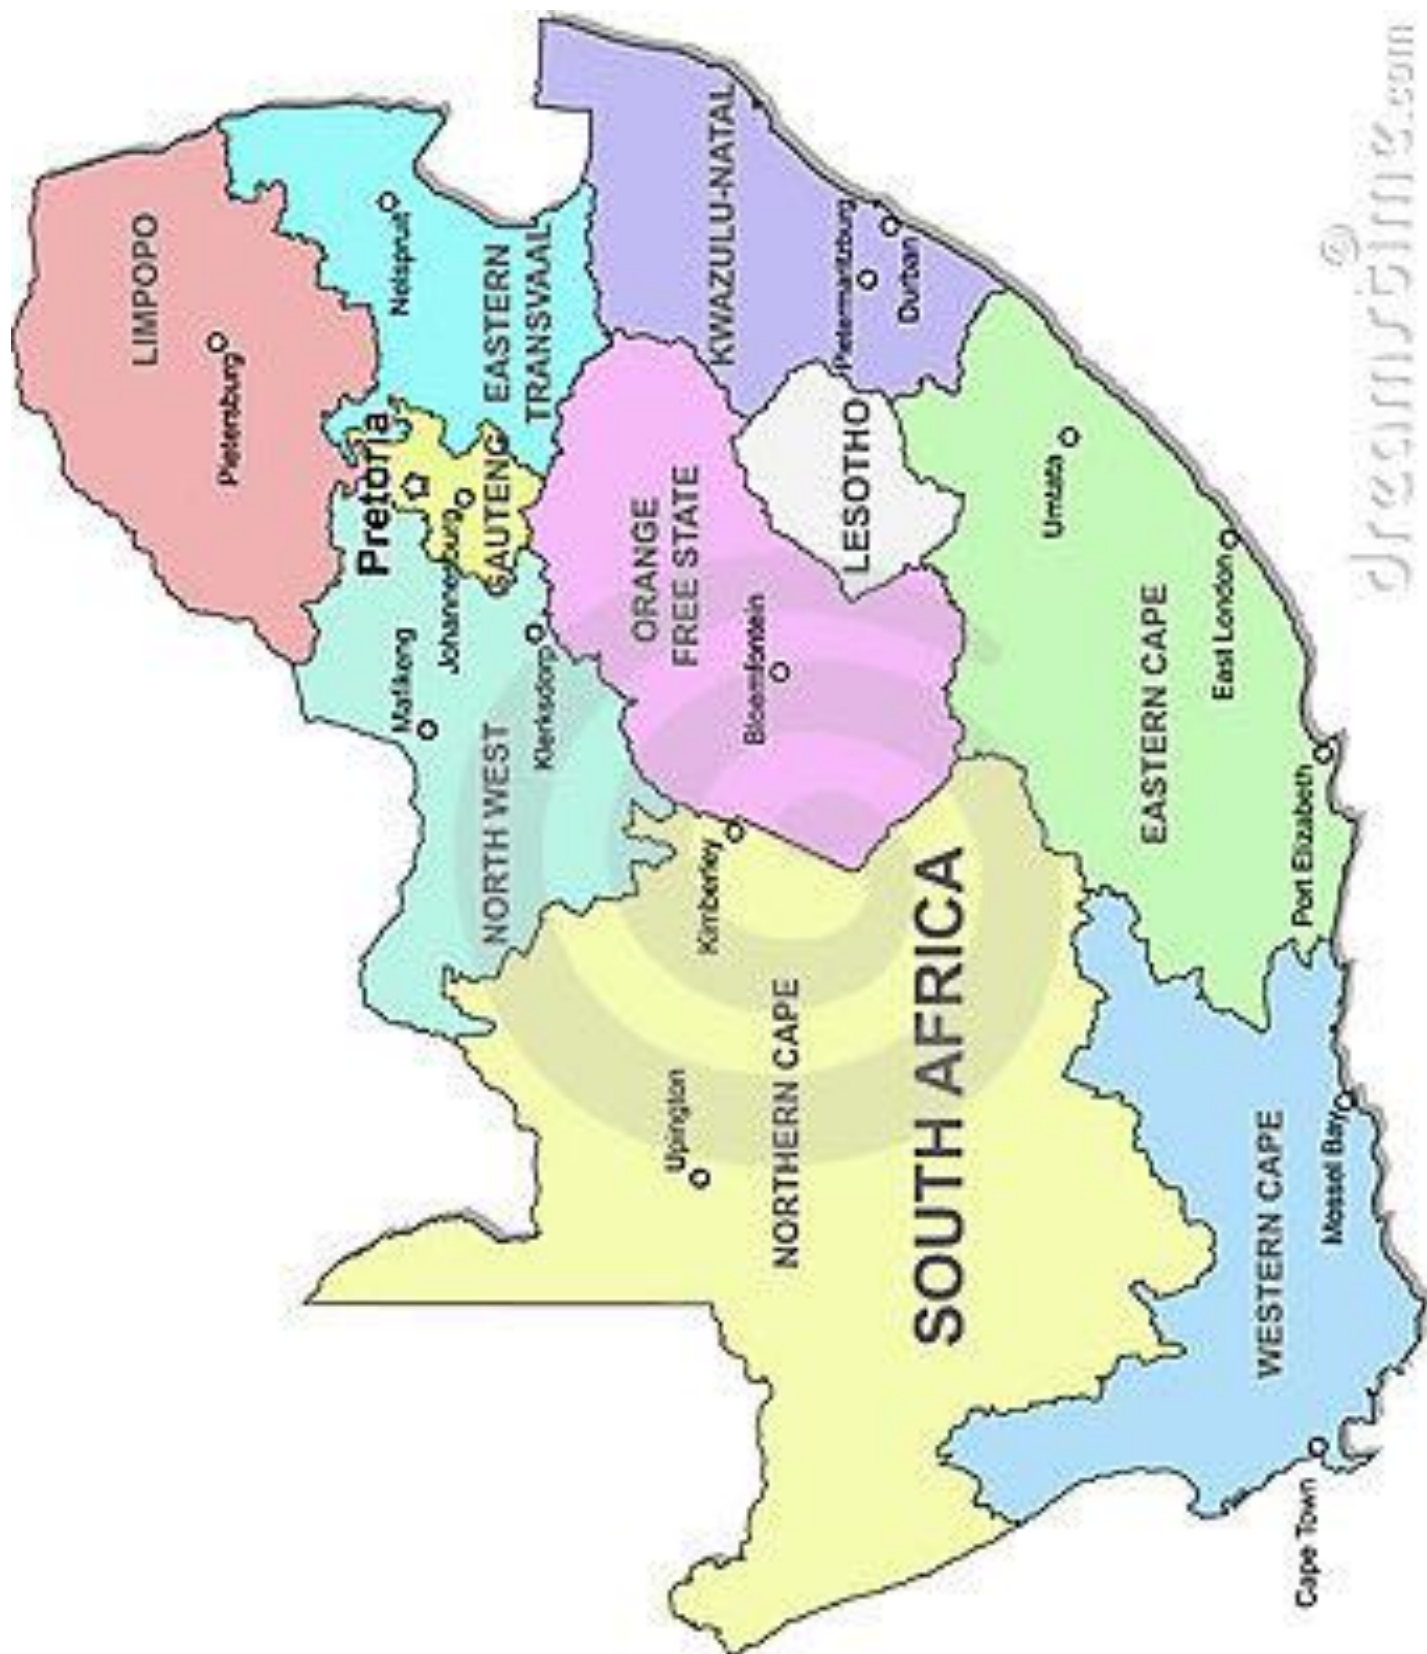 LIMPOPO
Pietersburg
Nelspruit
EASTERN
TRANSVAAL
Pretoria
Johannesburg
GAUTENG
Mafikeng
NORTH WEST
Klerksdorp
ORANGE
FREE STATE
Bloemfontein
KWAZULU-NATAL
Pietermaritzburg
Durban
LESOTHO
Kimberley
Upington
NORTHERN CAPE
SOUTH AFRICA
Umtata
EASTERN CAPE
East London
Port Elizabeth
WESTERN CAPE
Mossel Bay
Cape Town
dreamstime.com